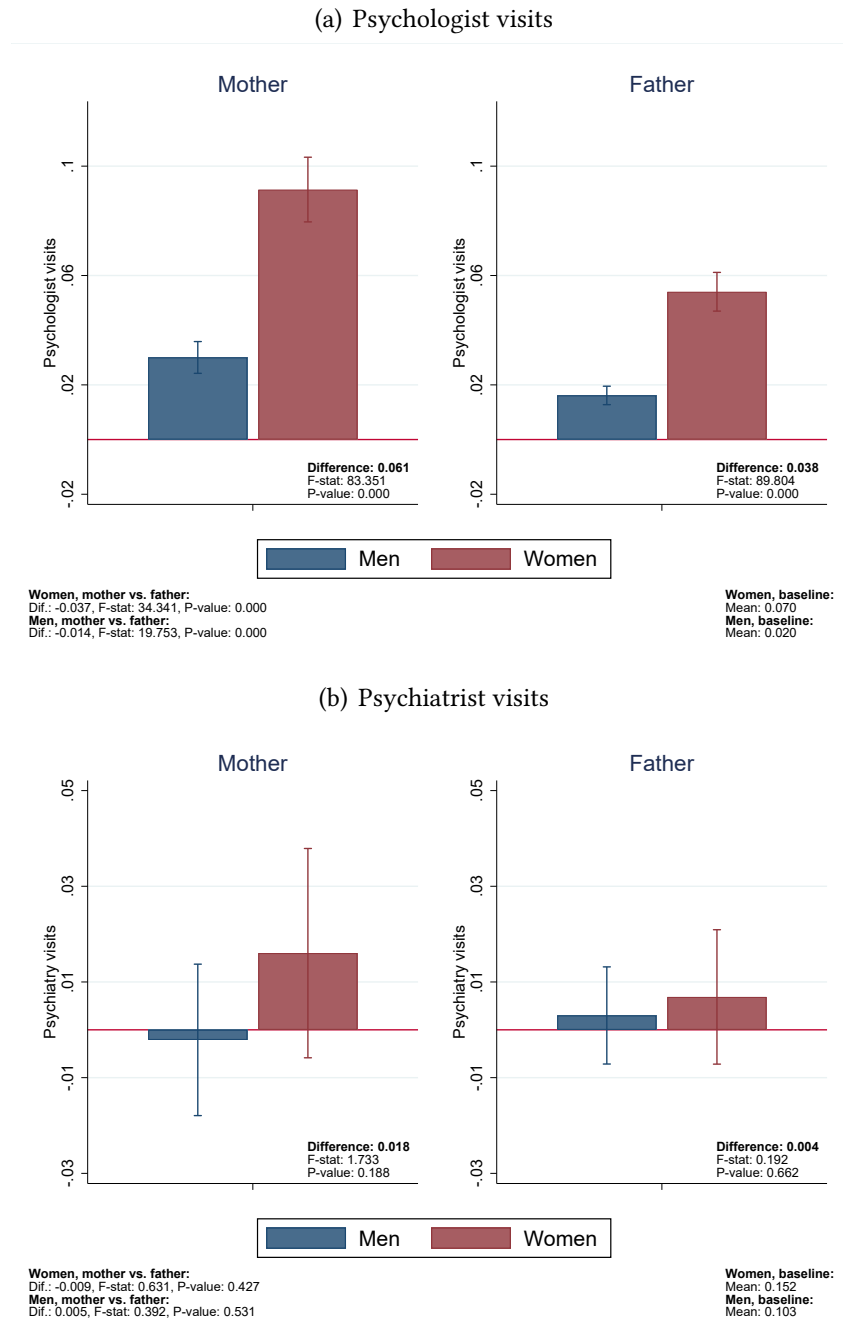 (a) Psychologist visits
Mother
Father
Psychologist visits
.1
.06
.02
-.02
Difference: 0.061
F-stat: 83.351
P-value: 0.000
Psychologist visits
.1
.06
.02
-.02
Difference: 0.038
F-stat: 89.804
P-value: 0.000
Men
Women
Women, mother vs. father:
Dif.: -0.037, F-stat: 34.341, P-value: 0.000
Men, mother vs. father:
Dif.: -0.014, F-stat: 19.753, P-value: 0.000
Women, baseline:
Mean: 0.070
Men, baseline:
Mean: 0.020
(b) Psychiatrist visits
Mother
Father
Psychiatry visits
.05
.03
.01
-.01
-.03
Difference: 0.018
F-stat: 1.733
P-value: 0.188
Psychiatry visits
.05
.03
.01
-.01
-.03
Difference: 0.004
F-stat: 0.192
P-value: 0.662
Men
Women
Women, mother vs. father:
Dif.: -0.009, F-stat: 0.631, P-value: 0.427
Men, mother vs. father:
Dif.: 0.005, F-stat: 0.392, P-value: 0.531
Women, baseline:
Mean: 0.152
Men, baseline:
Mean: 0.103